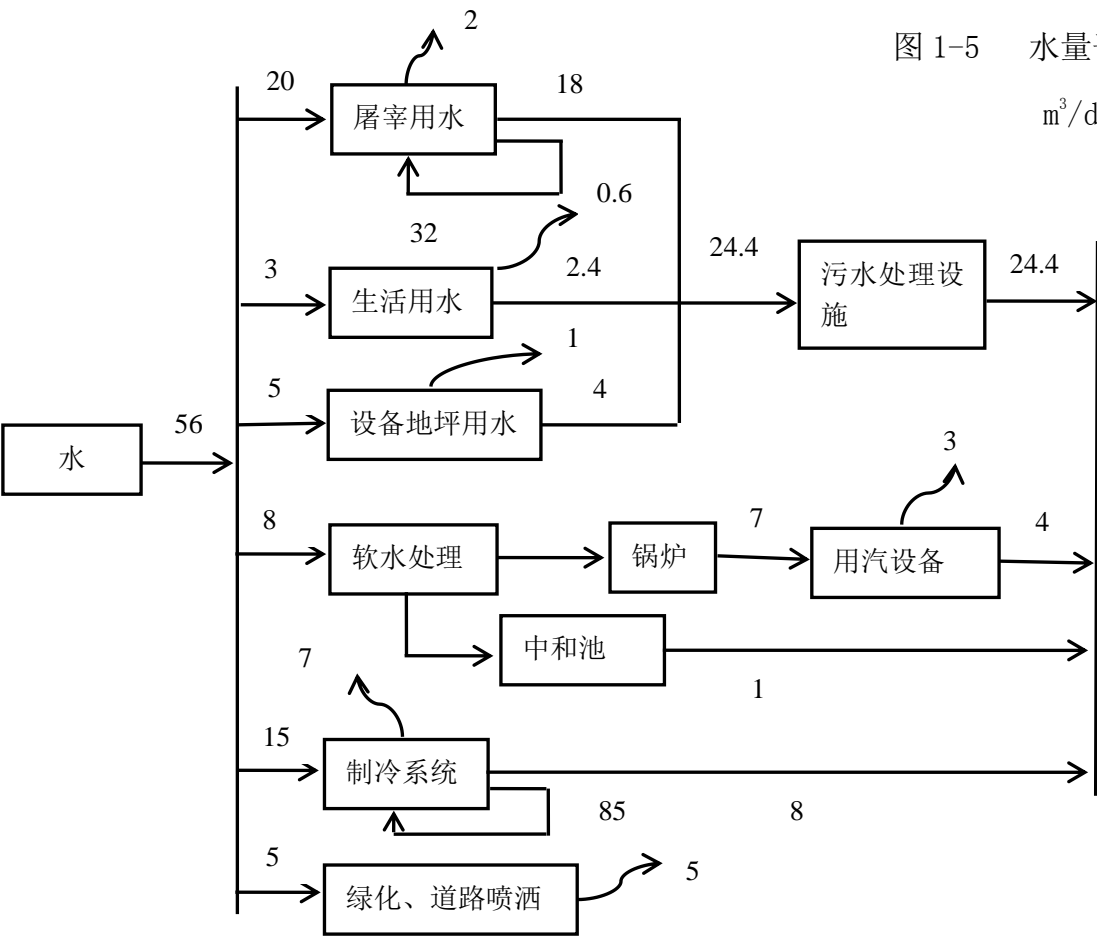 图 1-5 水量
m³/d
2
20
屠宰用水
18
32
0.6
3
生活用水
2.4
24.4
污水处理设
施
24.4
1
5
设备地坪用水
4
水
56
3
8
软水处理
锅炉
7
用汽设备
4
中和池
1
7
15
制冷系统
85
8
5
绿化、道路喷洒
5